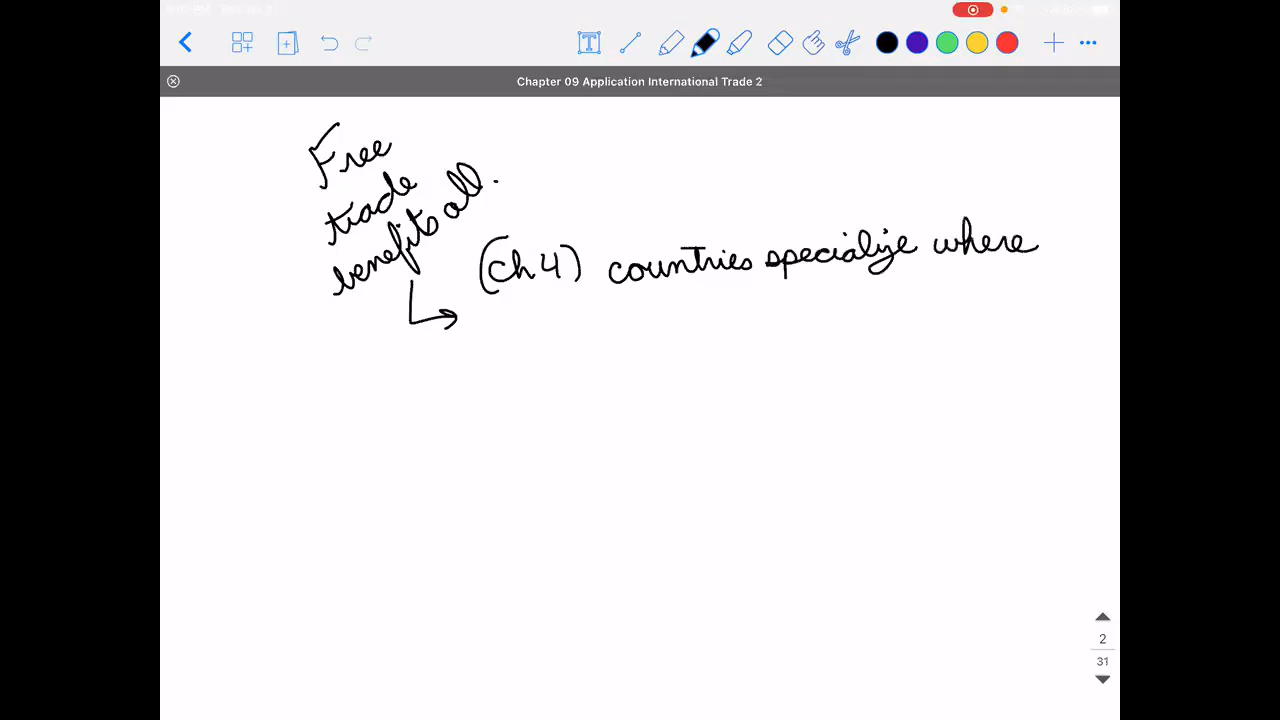 Chapter 09 Application International Trade 2
Free
trade
benefits all.
(Ch 4) countries specialize where
2
31